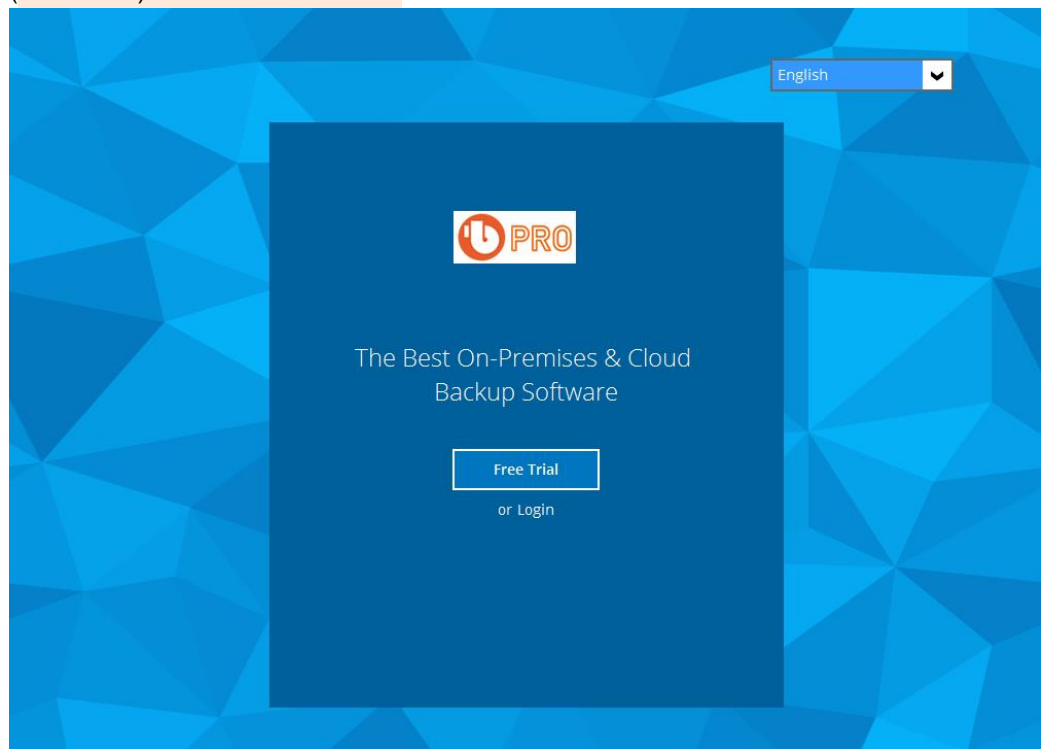 English
PRO
The Best On-Premises & Cloud
Backup Software
Free Trial
or Login